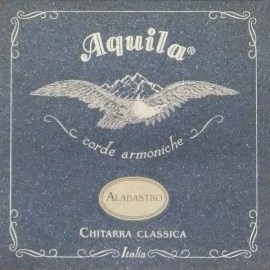 Aquila®
corde armoniche
ALABASTRO
CHITARRA CLASSICA
Italia